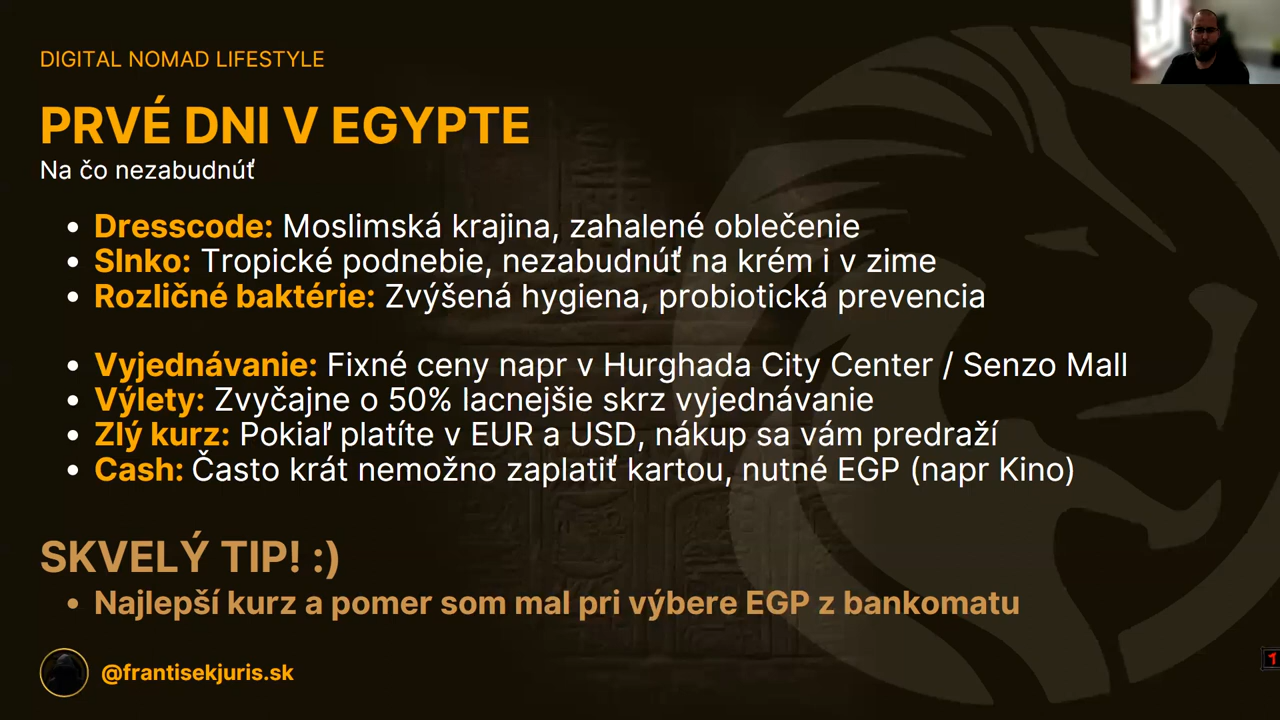 DIGITAL NOMAD LIFESTYLE
PRVÉ DNI V EGYPTE
Na čo nezabudnúť
• Dresscode: Moslimská krajina, zahalené oblečenie
• Slnko: Tropické podnebie, nezabudnúť na krém i v zime
• Rozličné baktérie: Zvýšená hygiena, probiotická prevencia
• Vyjednávanie: Fixné ceny napr v Hurghada City Center / Senzo Mall
• Výlety: Zvyčajne o 50% lacnejšie skrz vyjednávanie
• Zlý kurz: Pokiaľ platíte v EUR a USD, nákup sa vám predraží
• Cash: Často krát nemožno zaplatiť kartou, nutné EGP (napr Kino)
SKVELÝ TIP! :)
• Najlepší kurz a pomer som mal pri výbere EGP z bankomatu
@frantisekjuris.sk
1